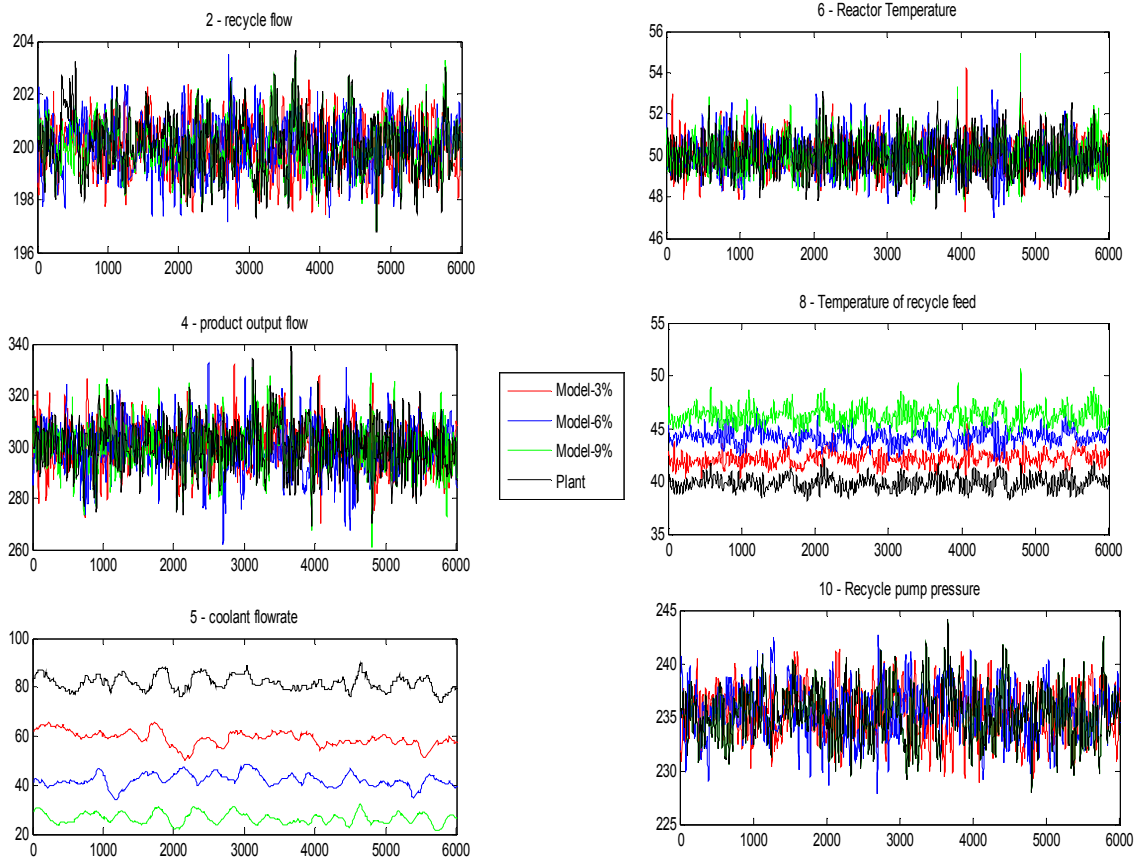 2 - recycle flow
204
202
200
198
196
0 1000 2000 3000 4000 5000 6000
6 - Reactor Temperature
56
54
52
50
48
46
0 1000 2000 3000 4000 5000 6000
4 - product output flow
340
320
300
280
260
0 1000 2000 3000 4000 5000 6000
Model-3%
Model-6%
Model-9%
Plant
8 - Temperature of recycle feed
55
50
45
40
35
0 1000 2000 3000 4000 5000 6000
5 - coolant flowrate
100
80
60
40
20
0 1000 2000 3000 4000 5000 6000
10 - Recycle pump pressure
245
240
235
230
225
0 1000 2000 3000 4000 5000 6000